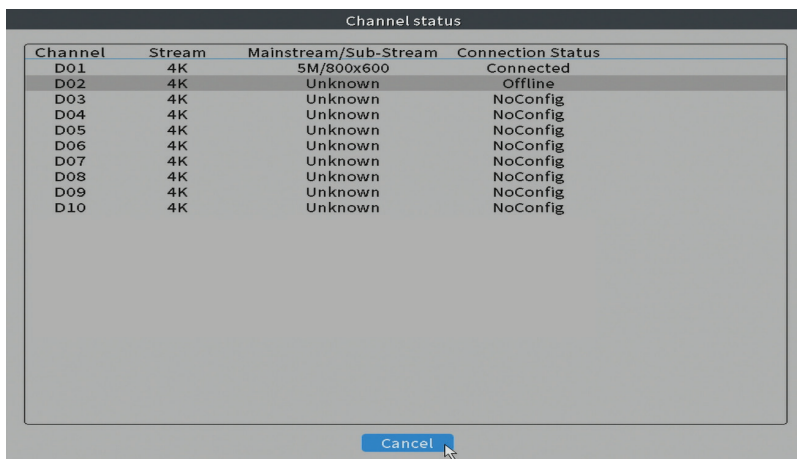 Channel status
Channel Stream Mainstream/Sub-Stream Connection Status
D01 4K 5M/800x600 Connected
D02 4K Unknown Offline
D03 4K Unknown NoConfig
D04 4K Unknown NoConfig
D05 4K Unknown NoConfig
D06 4K Unknown NoConfig
D07 4K Unknown NoConfig
D08 4K Unknown NoConfig
D09 4K Unknown NoConfig
D10 4K Unknown NoConfig
Cancel